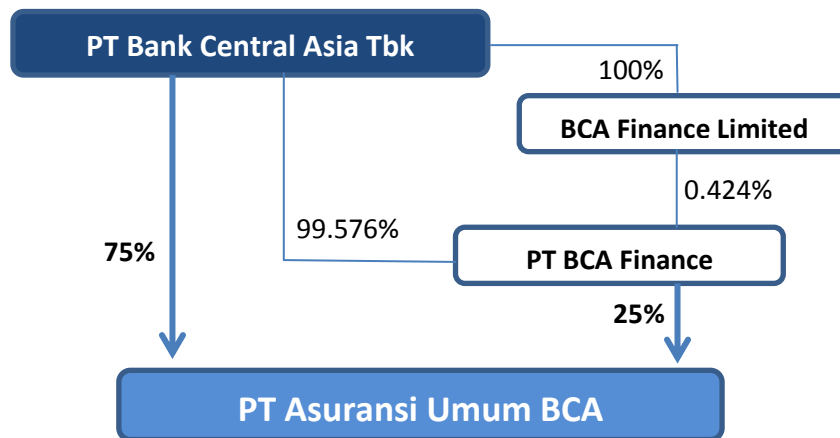 PT Bank Central Asia Tbk
100%
BCA Finance Limited
0.424%
99.576%
75%
PT BCA Finance
25%
PT Asuransi Umum BCA